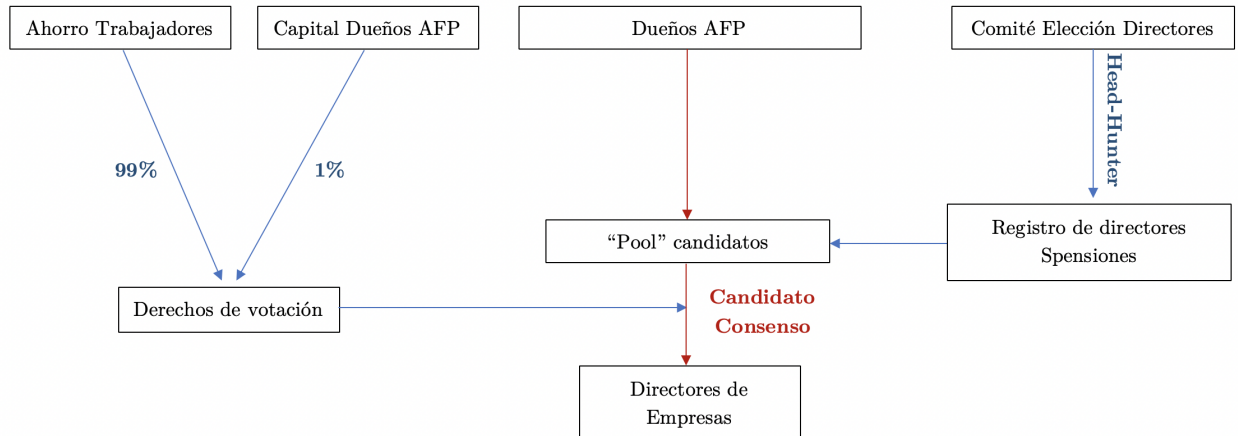 Ahorro Trabajadores
Capital Dueños AFP
Dueños AFP
Comité Elección Directores
Head-Hunter
99%
1%
“Pool” candidatos
Registro de directores
Spensiones
Derechos de votación
Candidato
Consenso
Directores de
Empresas